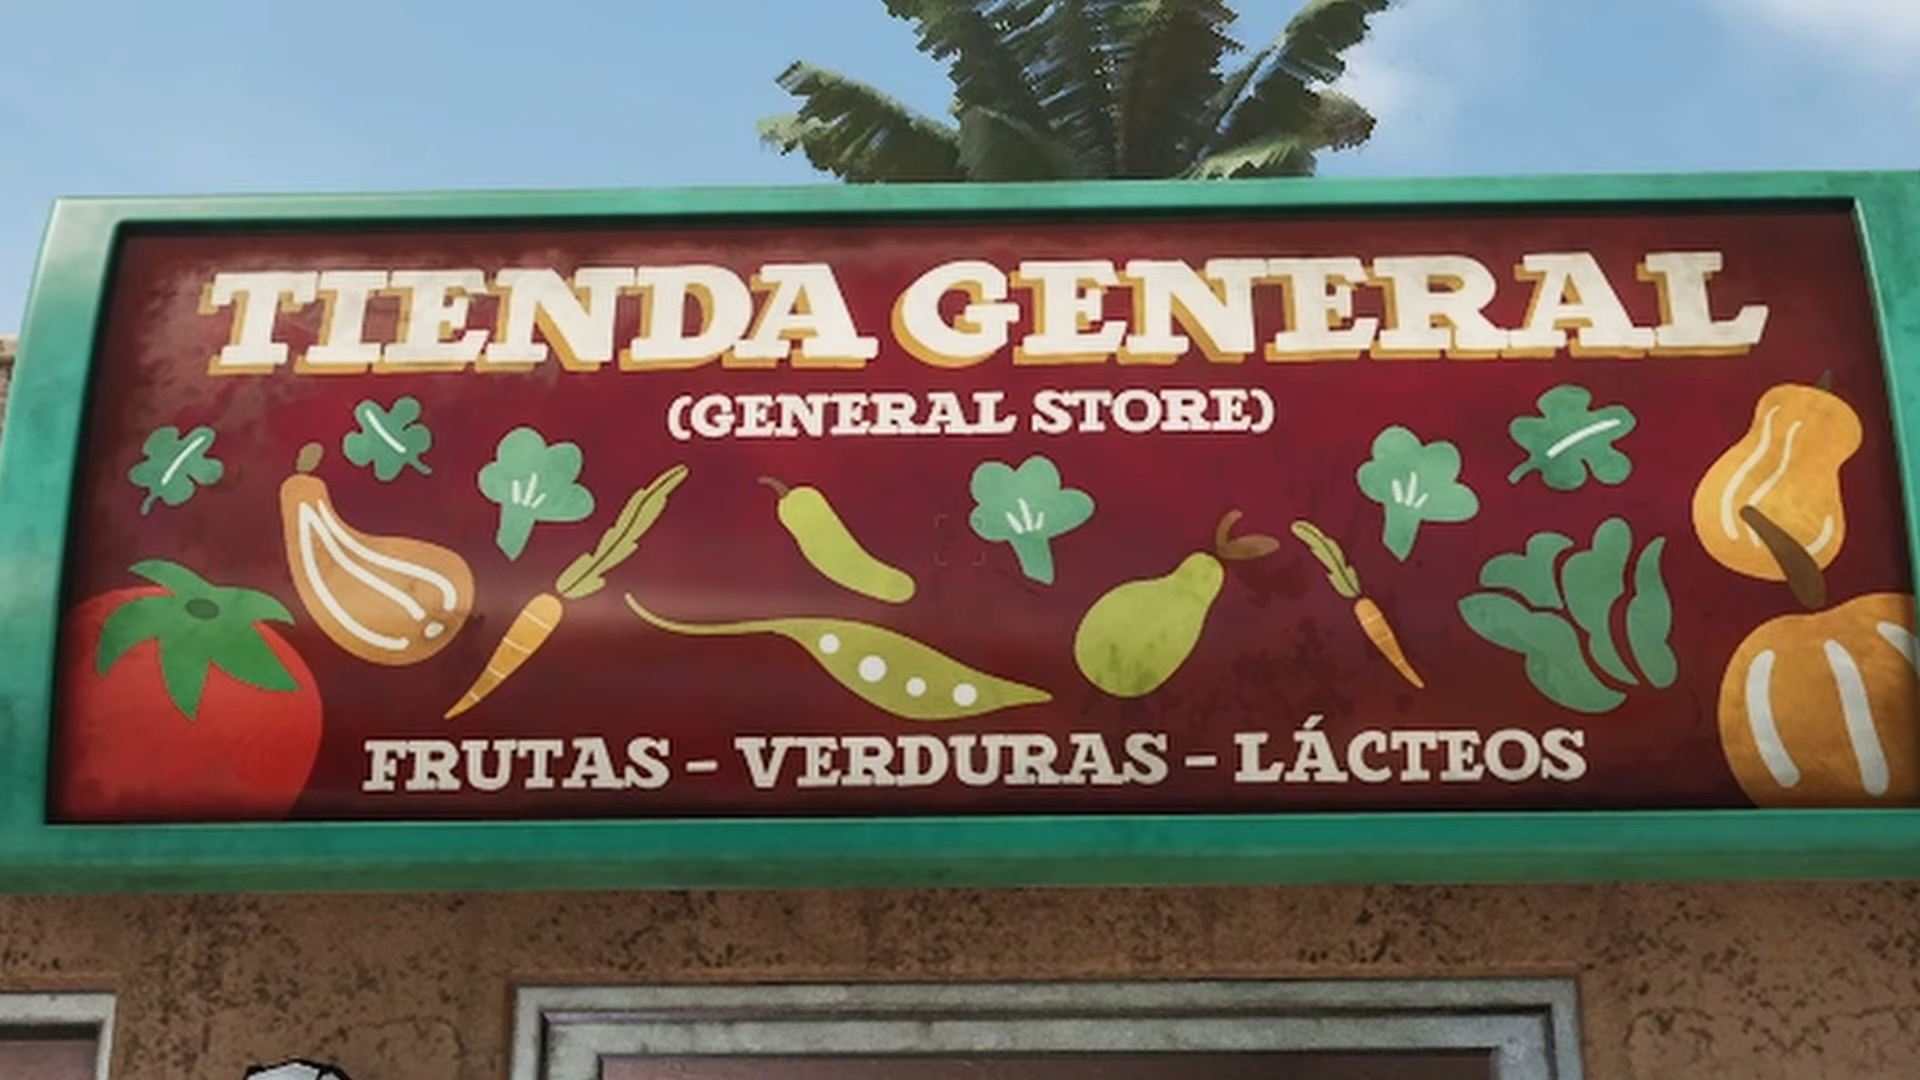 TIENDA GENERAL
(GENERAL STORE)
FRUTAS - VERDURAS - LÁCTEOS